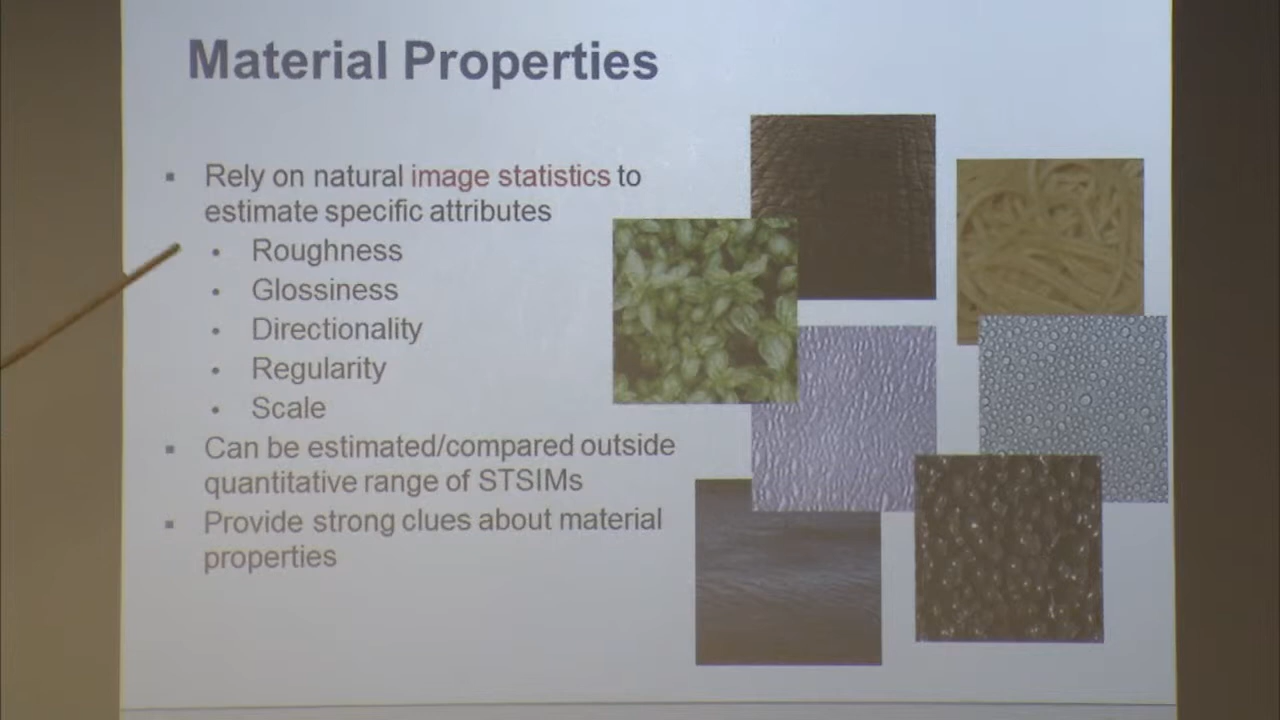 Material Properties
▪ Rely on natural image statistics to
estimate specific attributes
• Roughness
• Glossiness
• Directionality
• Regularity
• Scale
▪ Can be estimated/compared outside
quantitative range of STSIMs
▪ Provide strong clues about material
properties